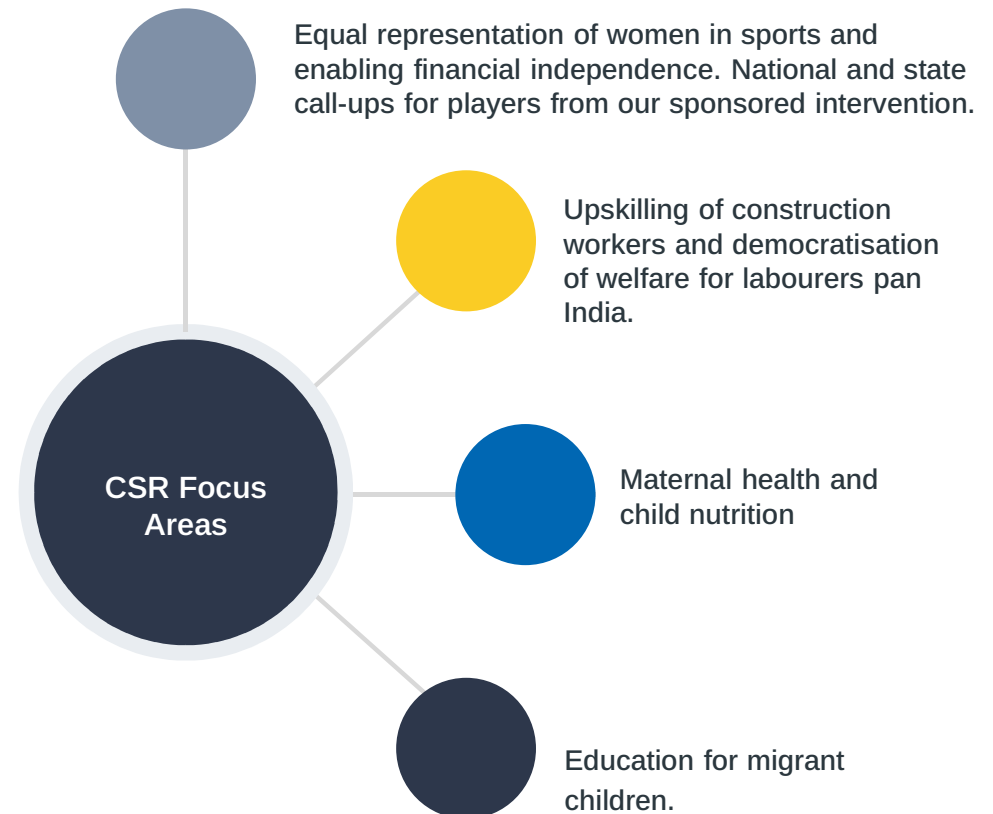 Equal representation of women in sports and
enabling financial independence. National and state
call-ups for players from our sponsored intervention.
Upskilling of construction
workers and democratisation
of welfare for labourers pan
India.
CSR Focus
Areas
Maternal health and
child nutrition
Education for migrant
children.